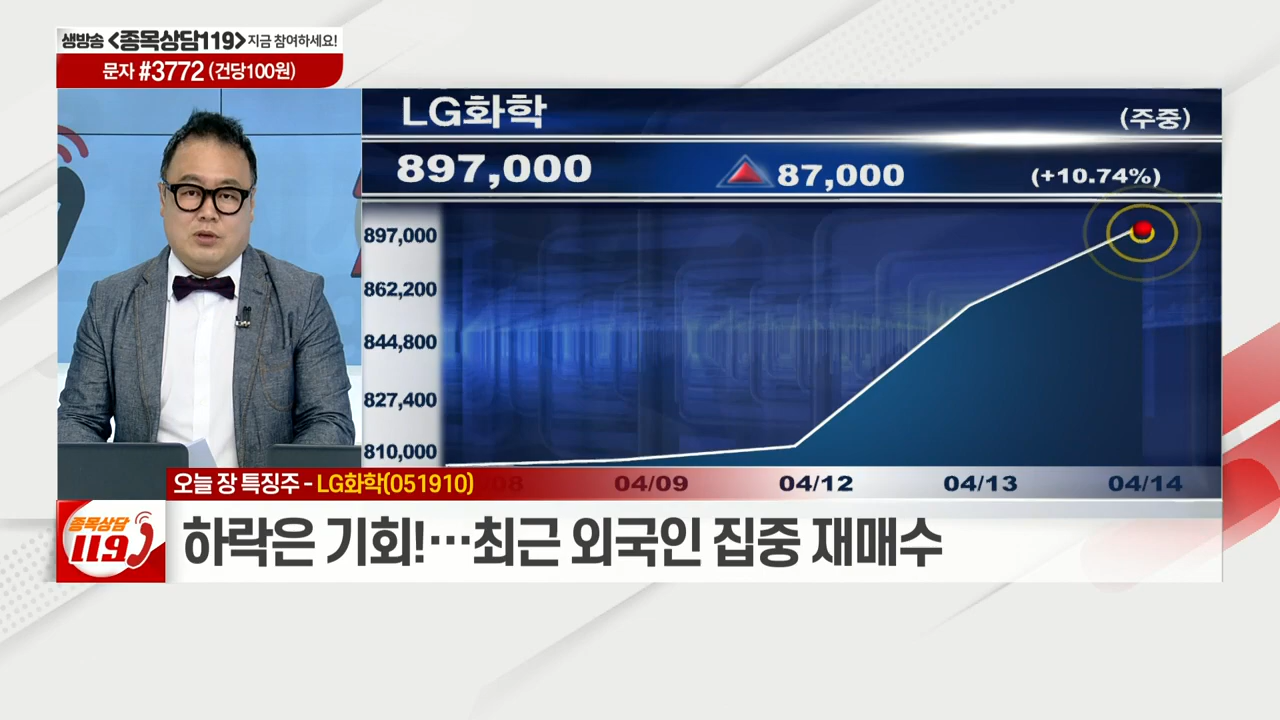 생방송 <종목상담119> 지금 참여하세요!
문자 #3772 (건당100원)
LG화학
(주중)
897,000
87,000
(+10.74%)
897,000
862,200
844,800
827,400
810,000
04/09
04/12
04/13
04/14
오늘 장 특징주 - LG화학(051910)
종목상담
119
하락은 기회!…최근 외국인 집중 재매수